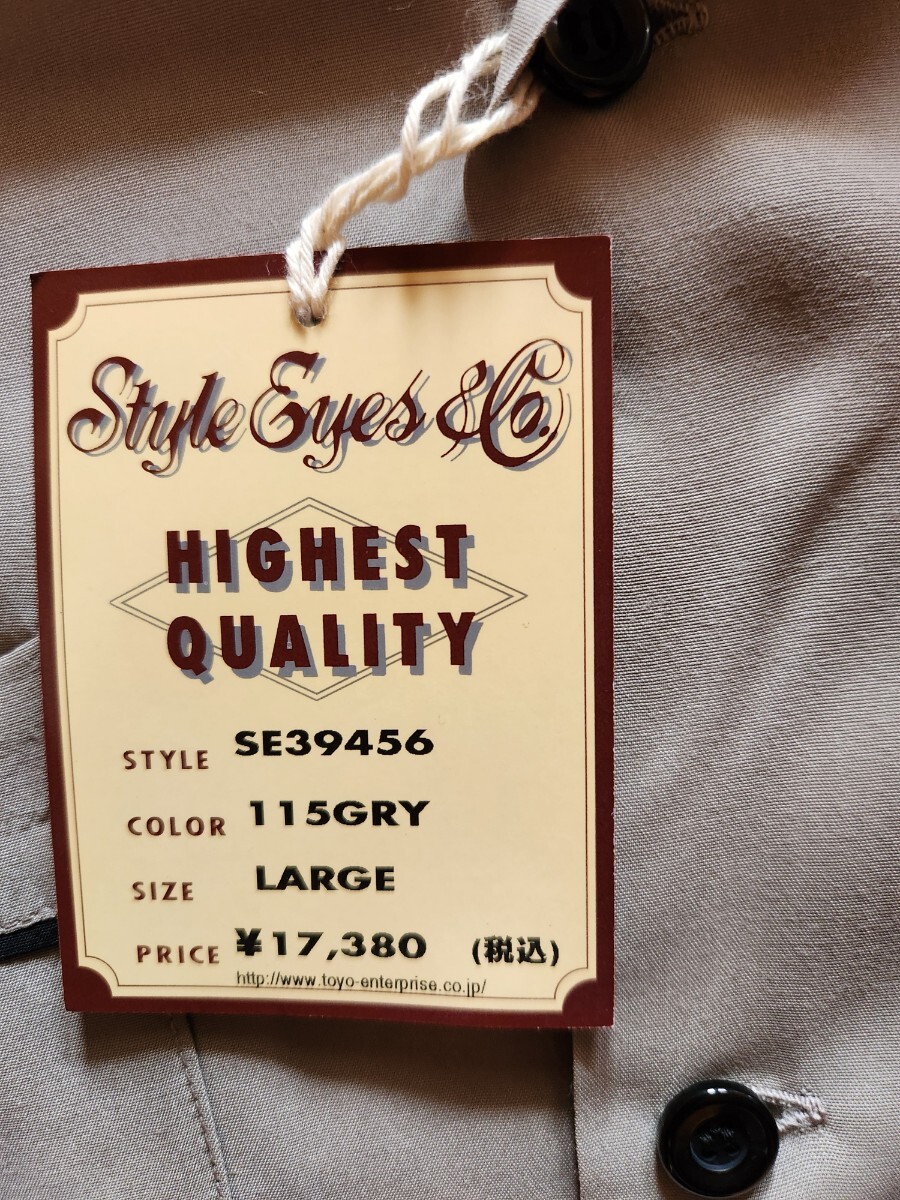 Style Eyes & Co.
HIGHEST
QUALITY
STYLE SE39456
COLOR 115GRY
SIZE LARGE
PRICE ¥17,380 (税込)
http://www.toyo-enterprise.co.jp/